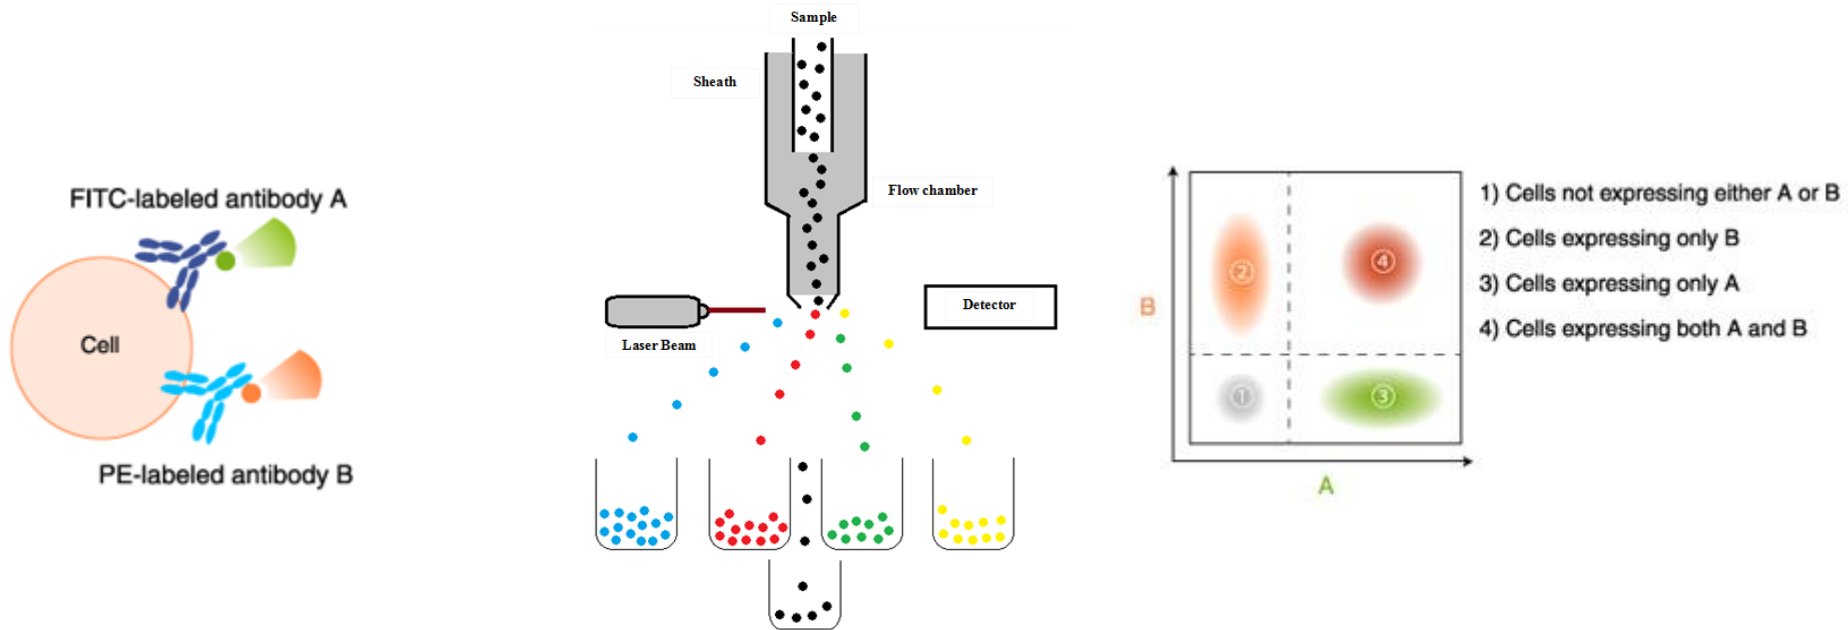 FITC-labeled antibody A
Cell
PE-labeled antibody B
Sample
Sheath
Flow chamber
Laser Beam
Detector
B
2
4
1
3
A
1) Cells not expressing either A or B
2) Cells expressing only B
3) Cells expressing only A
4) Cells expressing both A and B